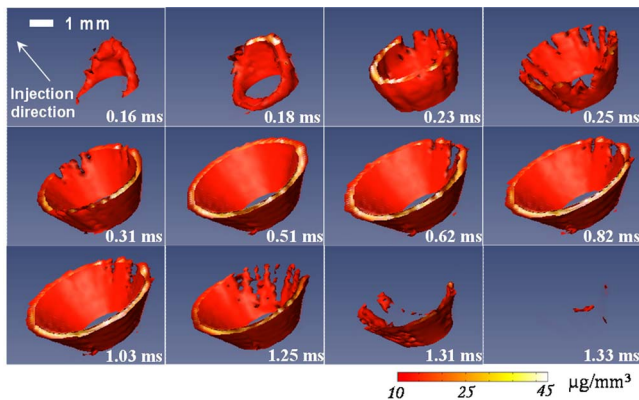 1 mm
Injection
direction
0.16 ms
0.18 ms
0.23 ms
0.25 ms
0.31 ms
0.51 ms
0.62 ms
0.82 ms
1.03 ms
1.25 ms
1.31 ms
1.33 ms
10 25 45 μg/mm³